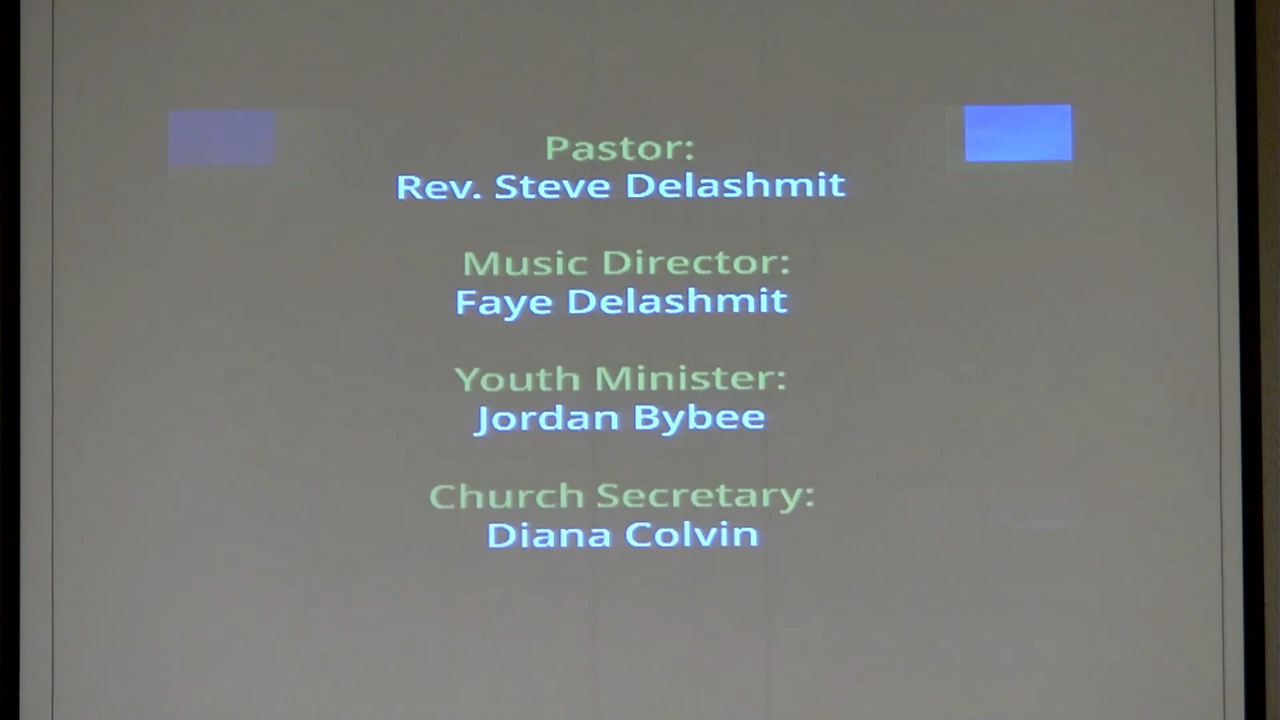 Pastor:
Rev. Steve Delashmit
Music Director:
Faye Delashmit
Youth Minister:
Jordan Bybee
Church Secretary:
Diana Colvin